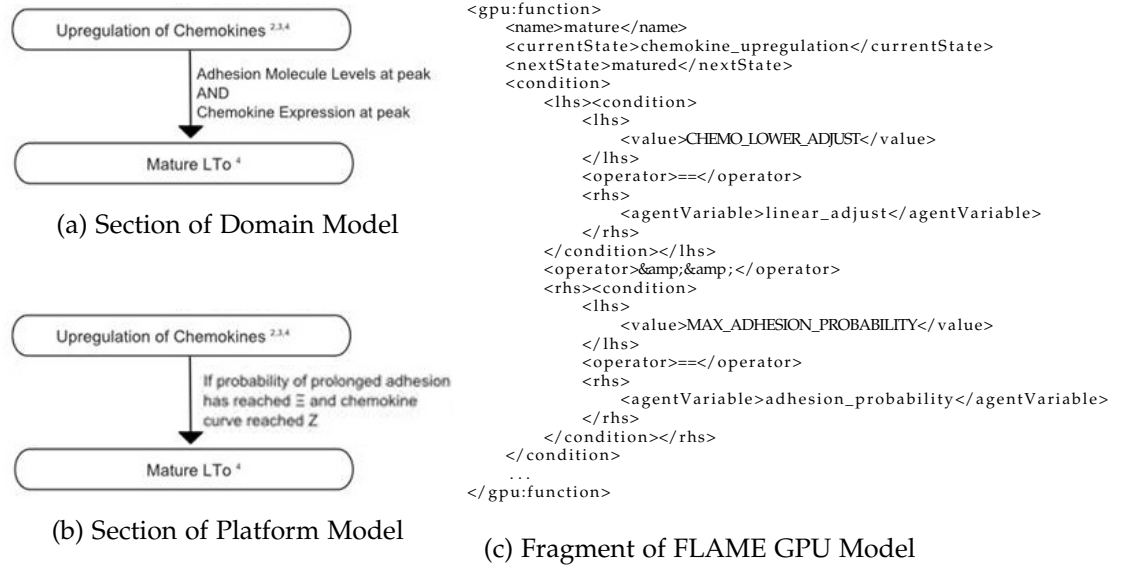 Upregulation of Chemokines 2,3,4
Adhesion Molecule Levels at peak
AND
Chemokine Expression at peak
Mature LTo 4
(a) Section of Domain Model
Upregulation of Chemokines 2,3,4
If probability of prolonged adhesion
has reached Ξ and chemokine
curve reached Z
Mature LTo 4
(b) Section of Platform Model
<gpu:function>
<name>mature</name>
<currentState>chemokine_upregulation</currentState>
<nextState>matured</nextState>
<condition>
<lhs><condition>
<lhs>
<value>CHEMO_LOWER_ADJUST</value>
</lhs>
<operator>==</operator>
<rhs>
<agentVariable>linear_adjust</agentVariable>
</rhs>
</condition></lhs>
<operator>&amp;&amp;</operator>
<rhs><condition>
<lhs>
<value>MAX_ADHESION_PROBABILITY</value>
</lhs>
<operator>==</operator>
<rhs>
<agentVariable>adhesion_probability</agentVariable>
</rhs>
</condition></rhs>
</condition>
...
</gpu:function>
(c) Fragment of FLAME GPU Model